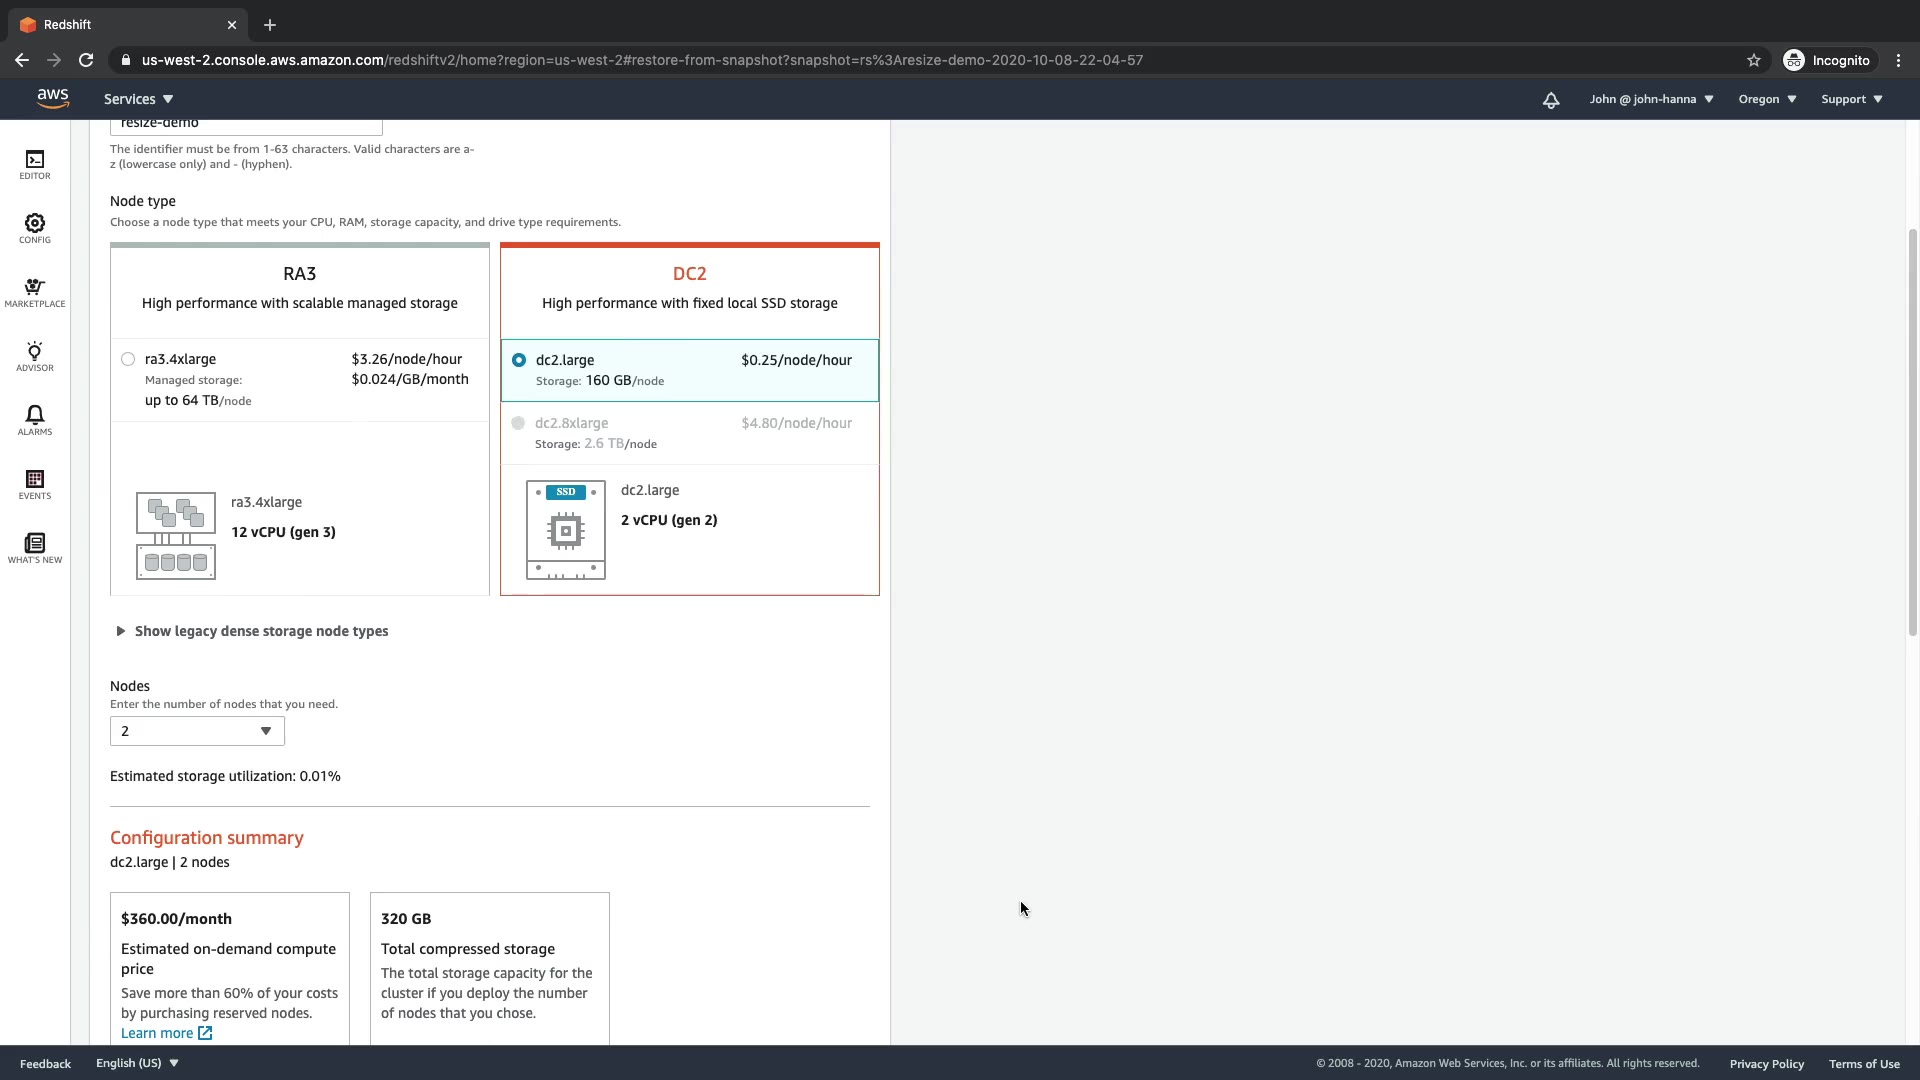 Redshift
us-west-2.console.aws.amazon.com/redshiftv2/home?region=us-west-2#restore-from-snapshot?snapshot=rs%3Aresize-demo-2020-10-08-22-04-57
Incognito
aws
Services
John @ john-hanna
Oregon
Support
EDITOR
CONFIG
MARKETPLACE
ADVISOR
ALARMS
EVENTS
WHAT'S NEW
resize-demo
The identifier must be from 1-63 characters. Valid characters are a-
z (lowercase only) and - (hyphen).
Node type
Choose a node type that meets your CPU, RAM, storage capacity, and drive type requirements.
RA3
High performance with scalable managed storage
ra3.4xlarge $3.26/node/hour
Managed storage: $0.024/GB/month
up to 64 TB/node
ra3.4xlarge
12 vCPU (gen 3)
DC2
High performance with fixed local SSD storage
dc2.large $0.25/node/hour
Storage: 160 GB/node
dc2.8xlarge $4.80/node/hour
Storage: 2.6 TB/node
SSD
dc2.large
2 vCPU (gen 2)
Show legacy dense storage node types
Nodes
Enter the number of nodes that you need.
2
Estimated storage utilization: 0.01%
Configuration summary
dc2.large | 2 nodes
$360.00/month
Estimated on-demand compute
price
Save more than 60% of your costs
by purchasing reserved nodes.
Learn more
320 GB
Total compressed storage
The total storage capacity for the
cluster if you deploy the number
of nodes that you chose.
Feedback
English (US)
© 2008 - 2020, Amazon Web Services, Inc. or its affiliates. All rights reserved.
Privacy Policy
Terms of Use